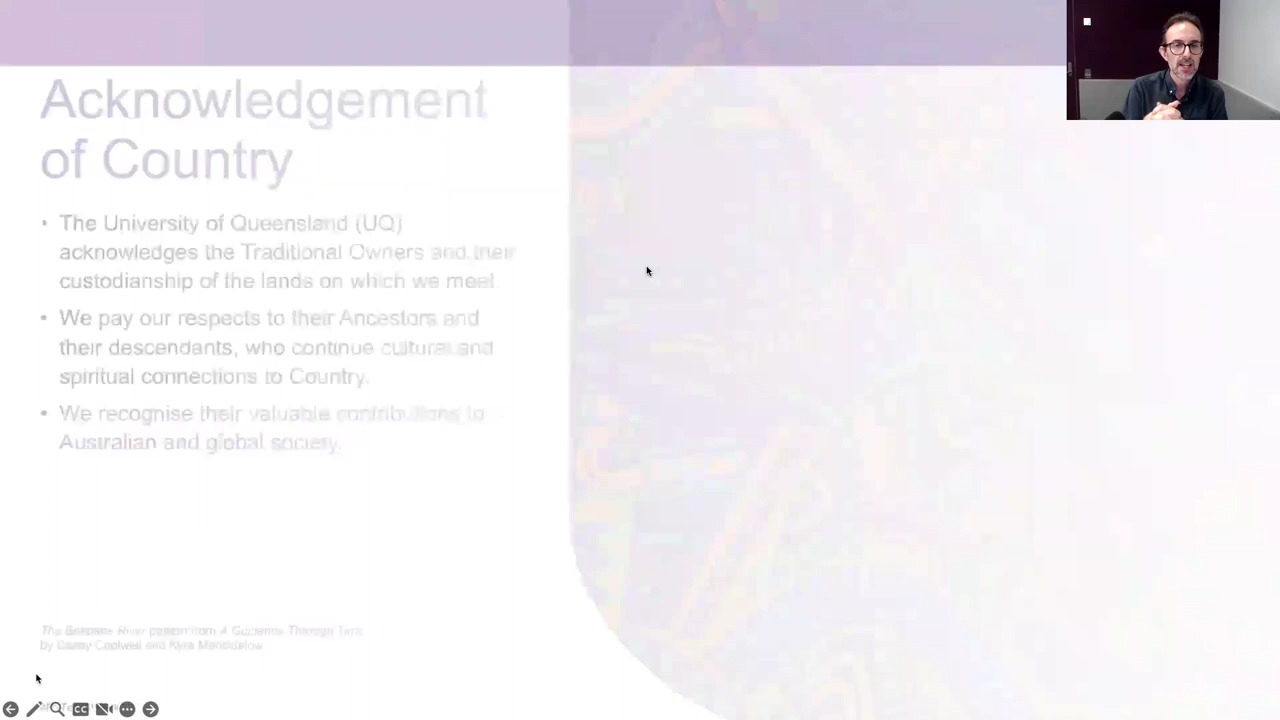 Acknowledgement
of Country
• The University of Queensland (UQ)
acknowledges the Traditional Owners and their
custodianship of the lands on which we meet.
• We pay our respects to their Ancestors and
their descendants, who continue cultural and
spiritual connections to Country.
• We recognise their valuable contributions to
Australian and global society.
The Brisbane River pattern from A Guidance Through Time
by Casey Coolwell and Kyra Mancktelow
CC